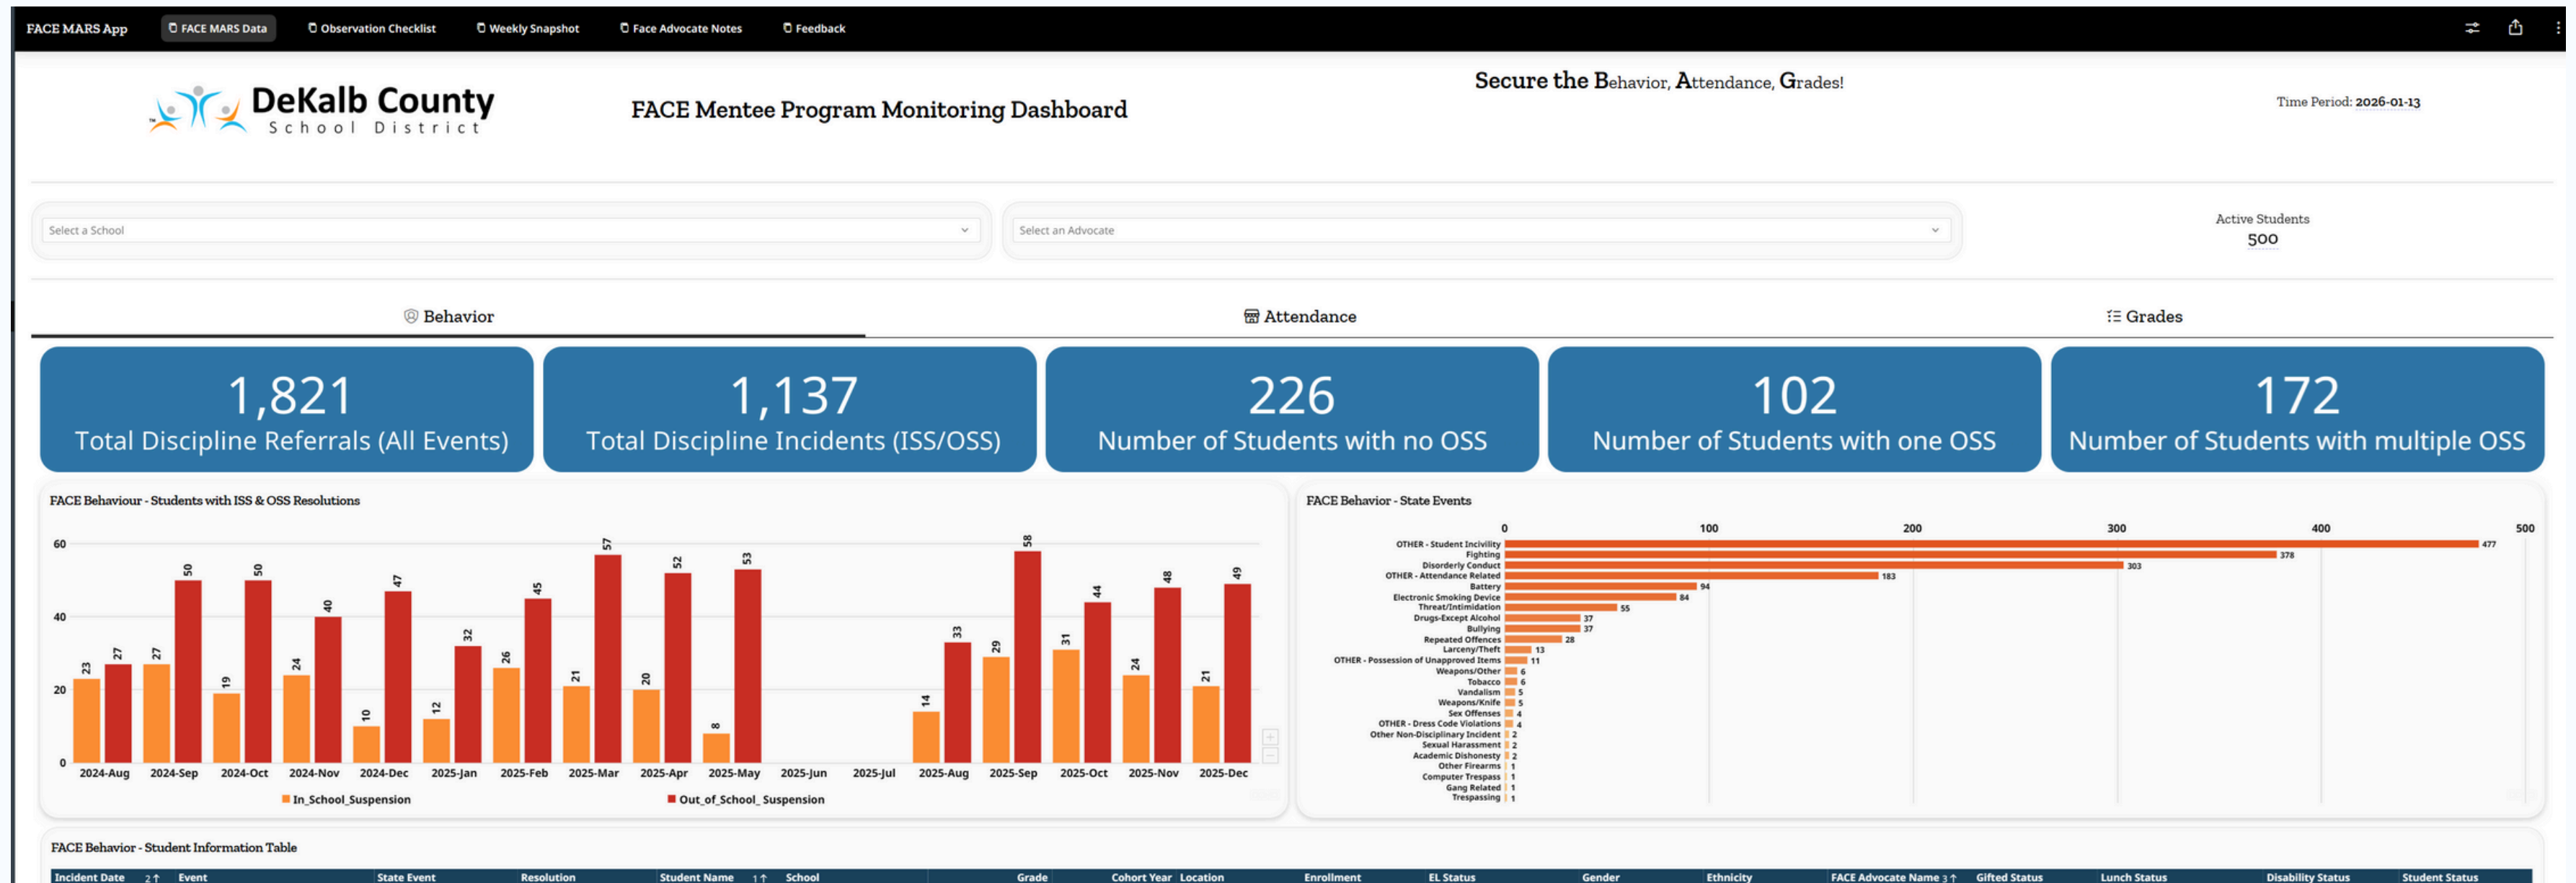 FACE MARS App
FACE MARS Data
Observation Checklist
Weekly Snapshot
Face Advocate Notes
Feedback
DeKalb County
School District
TM
FACE Mentee Program Monitoring Dashboard
Secure the Behavior, Attendance, Grades!
Time Period: 2026-01-13
Select a School
Select an Advocate
Active Students
500
Behavior
Attendance
Grades
1,821
Total Discipline Referrals (All Events)
1,137
Total Discipline Incidents (ISS/OSS)
226
Number of Students with no OSS
102
Number of Students with one OSS
172
Number of Students with multiple OSS
FACE Behaviour - Students with ISS & OSS Resolutions
60
40
20
0
23 27 27 50 19 50 24 40 10 47 12 32 26 45 21 57 20 52 8 53 14 33 29 58 31 44 24 48 21 49
2024-Aug 2024-Sep 2024-Oct 2024-Nov 2024-Dec 2025-Jan 2025-Feb 2025-Mar 2025-Apr 2025-May 2025-Jun 2025-Jul 2025-Aug 2025-Sep 2025-Oct 2025-Nov 2025-Dec
In_School_Suspension
Out_of_School_ Suspension
FACE Behavior - State Events
0 100 200 300 400 500
OTHER - Student Incivility 477
Fighting 378
Disorderly Conduct 303
OTHER - Attendance Related 183
Battery 94
Electronic Smoking Device 84
Threat/Intimidation 55
Drugs-Except Alcohol 37
Bullying 37
Repeated Offences 28
Larceny/Theft 13
OTHER - Possession of Unapproved Items 11
Weapons/Other 6
Tobacco 6
Vandalism 5
Weapons/Knife 5
Sex Offenses 4
OTHER - Dress Code Violations 4
Other Non-Disciplinary Incident 2
Sexual Harassment 2
Academic Dishonesty 2
Other Firearms 1
Computer Trespass 1
Gang Related 1
Trespassing 1
FACE Behavior - Student Information Table
Incident Date 2↑ Event State Event Resolution Student Name 1↑ School Grade Cohort Year Location Enrollment EL Status Gender Ethnicity FACE Advocate Name 3↑ Gifted Status Lunch Status Disability Status Student Status